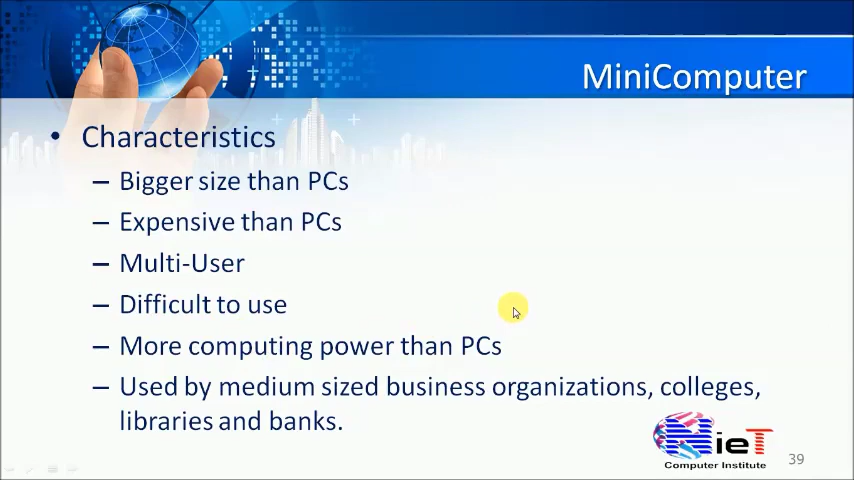 MiniComputer
• Characteristics
– Bigger size than PCs
– Expensive than PCs
– Multi-User
– Difficult to use
– More computing power than PCs
– Used by medium sized business organizations, colleges,
libraries and banks.
NieT
Computer Institute
39